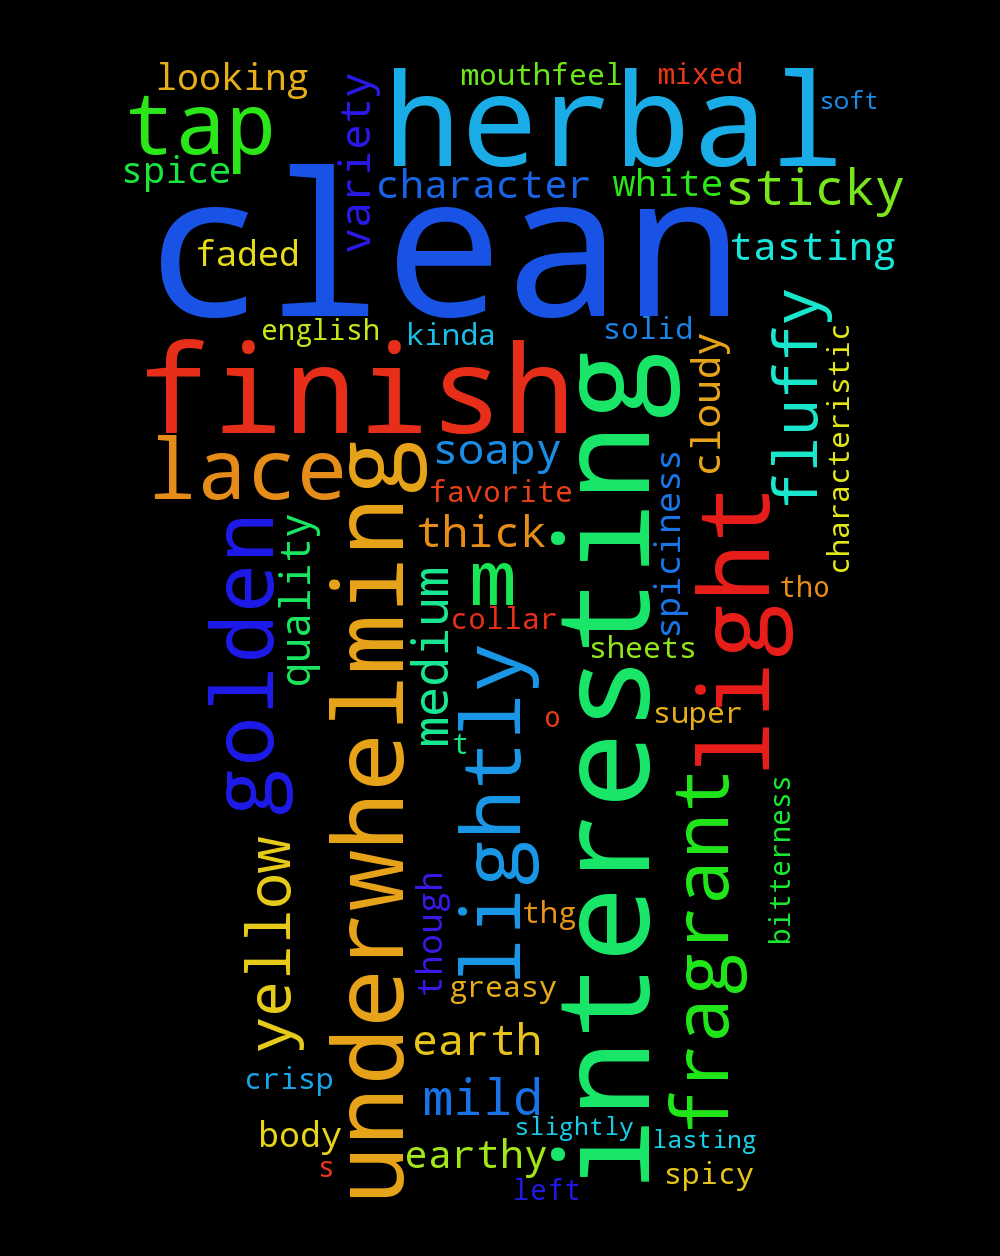 looking
mouthfeel
mixed
soft
tap
herbal
variety
spice
character
white
sticky
clean
faded
tasting
english
kinda
solid
fluffy
finish
cloudy
characteristic
interesting
lace
underwhelming
soapy
favorite
spiciness
light
golden
quality
thick
m
medium
tho
collar
sheets
lightly
o
super
t
fragrant
bitterness
yellow
though
thg
greasy
earth
crisp
mild
body
slightly
lasting
earthy
s
spicy
left